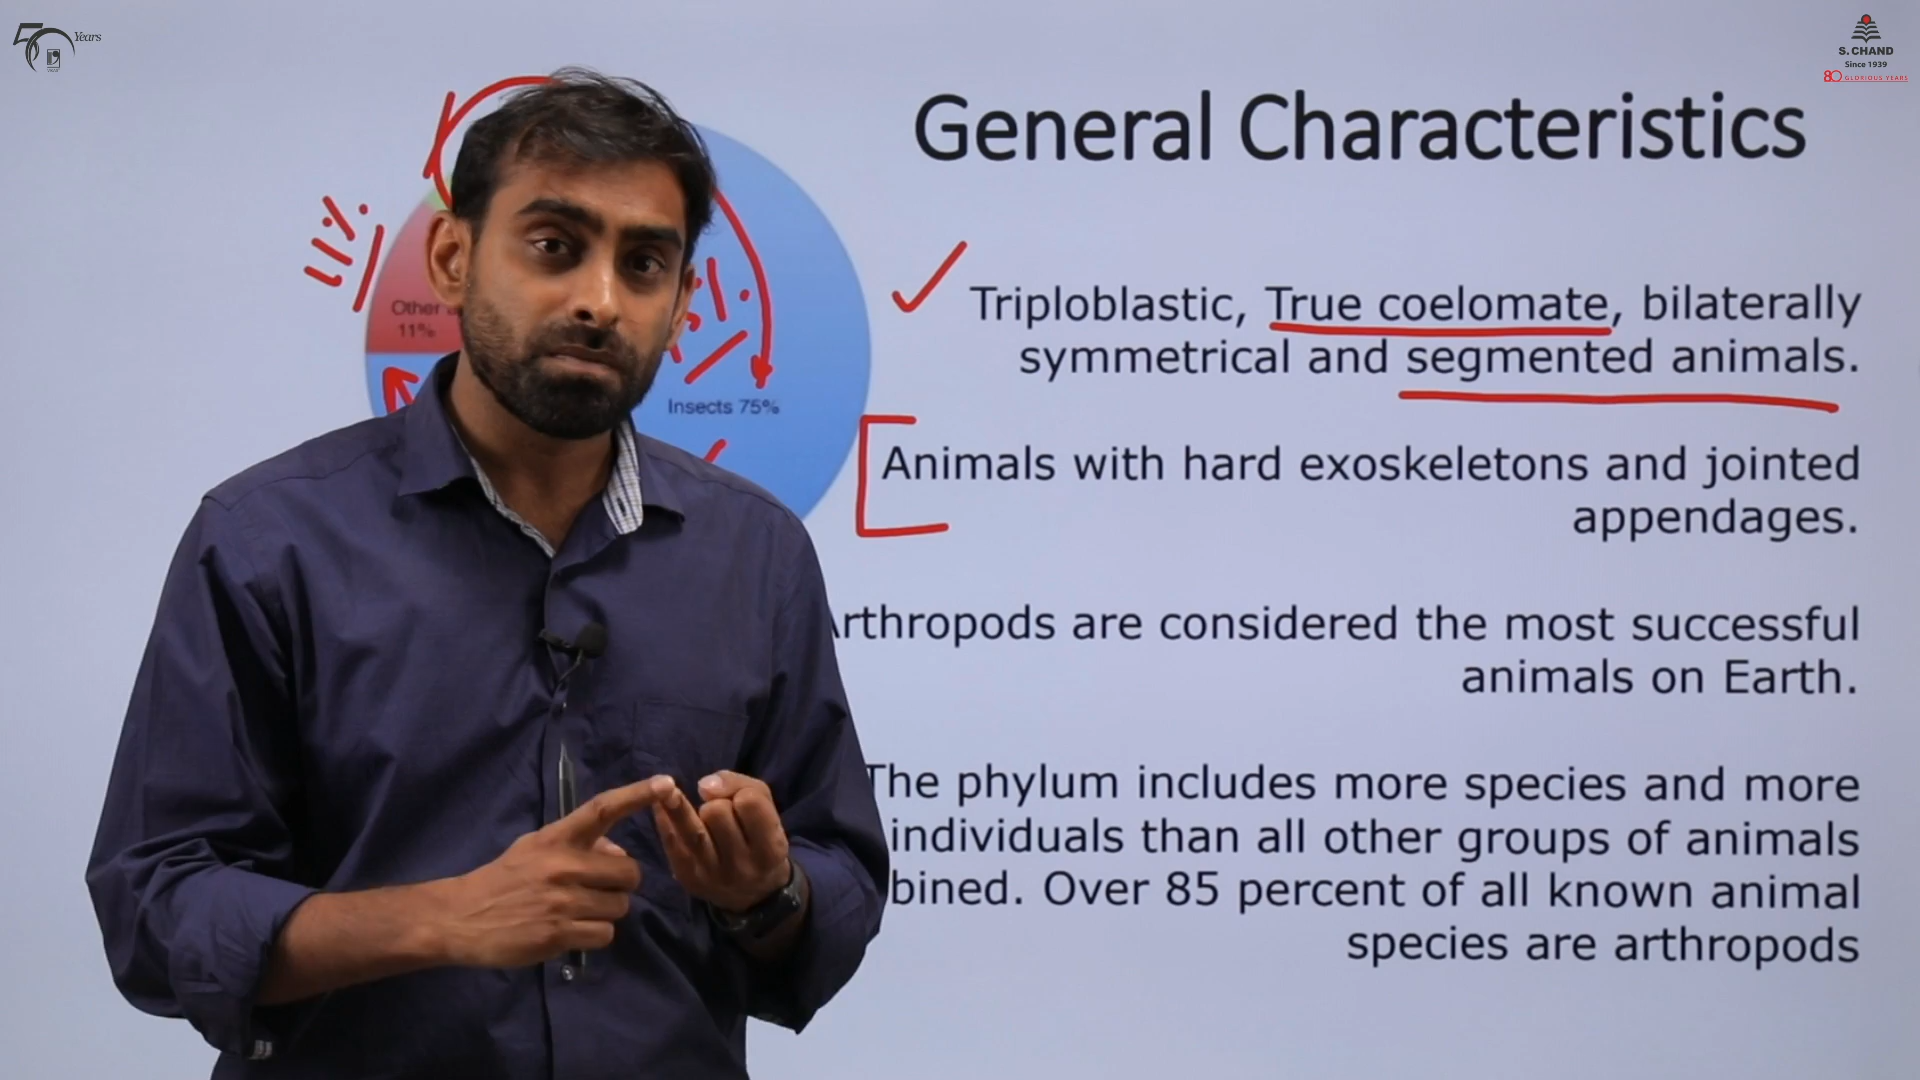 50 Years
S. CHAND
Since 1939
80 GLORIOUS YEARS
General Characteristics
11%
Other
11%
Insects 75%
Triploblastic, True coelomate, bilaterally
symmetrical and segmented animals.
Animals with hard exoskeletons and jointed
appendages.
rthropods are considered the most successful
animals on Earth.
The phylum includes more species and more
individuals than all other groups of animals
bined. Over 85 percent of all known animal
species are arthropods